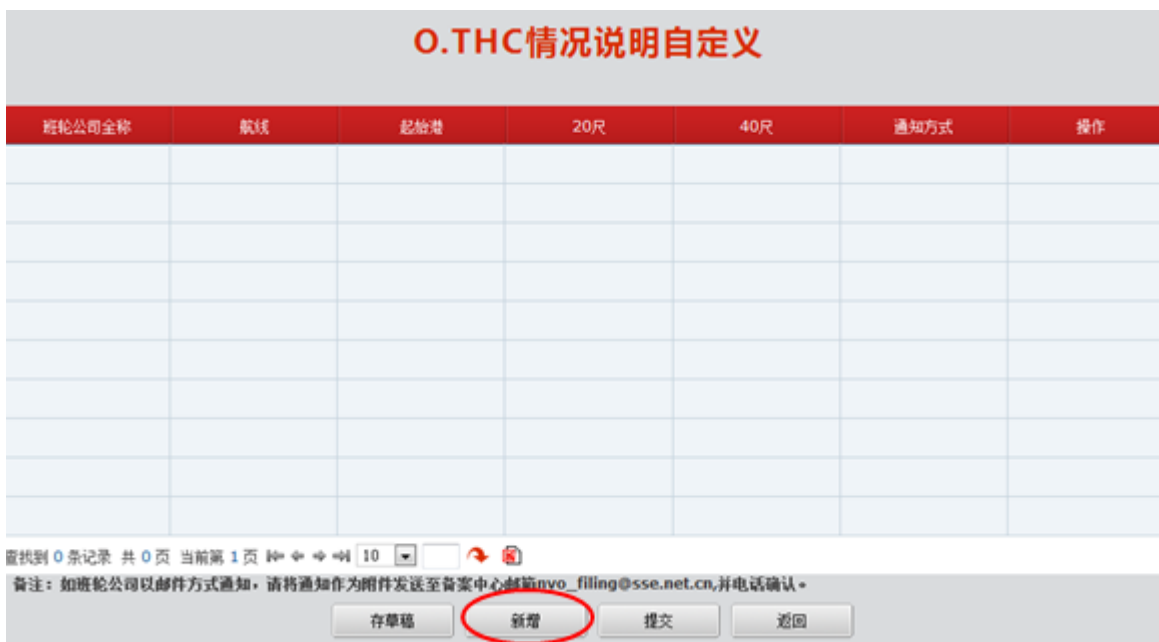 O.THC情况说明自定义
班轮公司全称 航线 起始港 20尺 40尺 通知方式 操作
查找到 0 条记录 共 0 页 当前第 1 页 10
备注：如班轮公司以邮件方式通知，请将通知作为附件发送至备案中心邮箱nvo_filing@sse.net.cn,并电话确认。
存草稿 新增 提交 返回